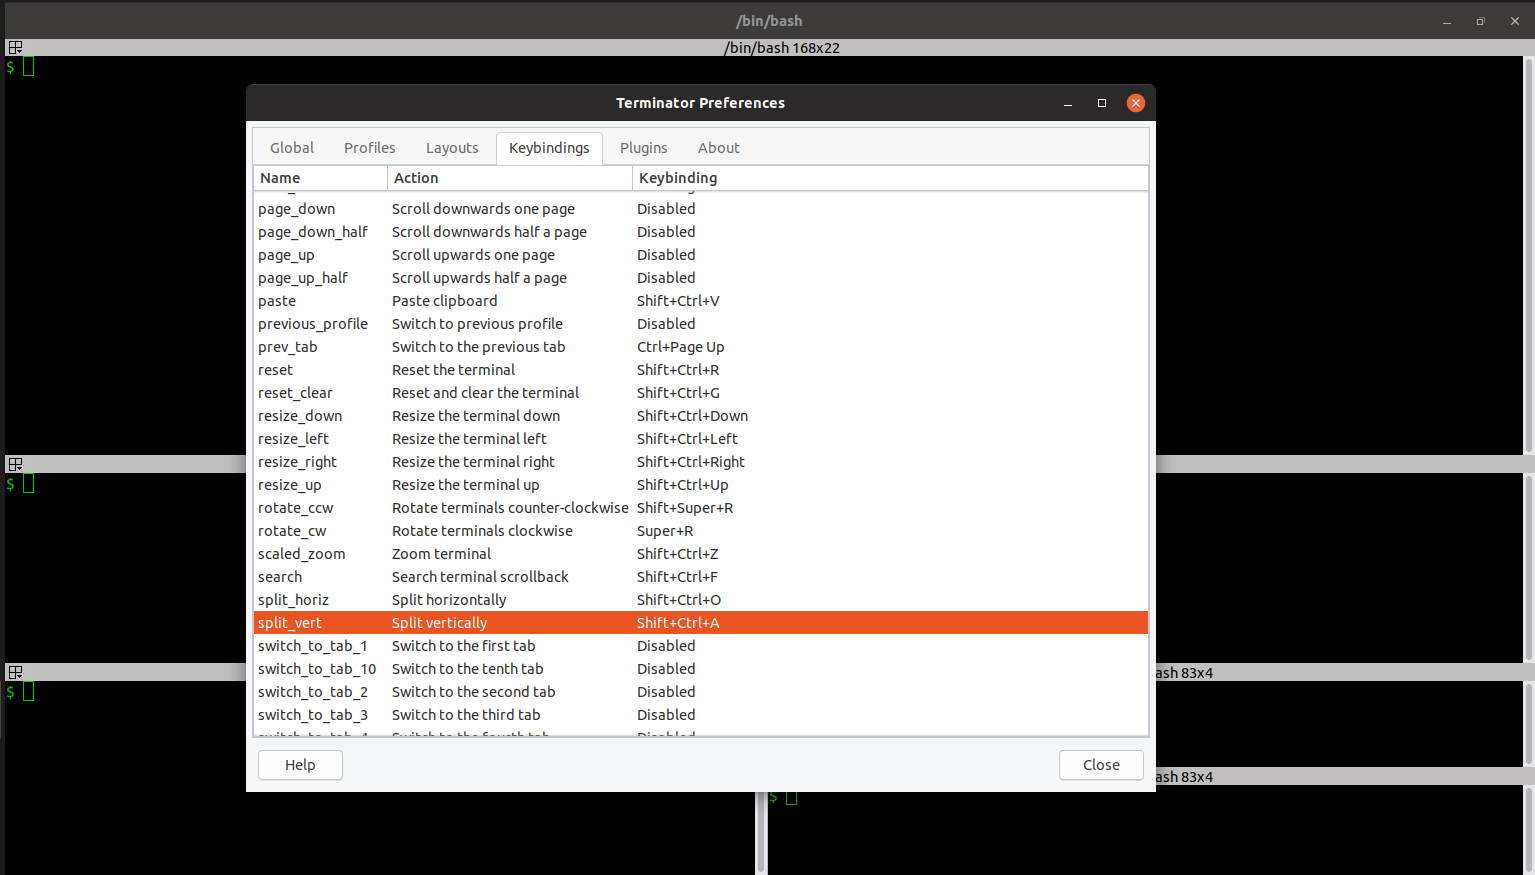 /bin/bash
/bin/bash 168x22
$
Terminator Preferences
Global Profiles Layouts Keybindings Plugins About
Name Action Keybinding
page_down Scroll downwards one page Disabled
page_down_half Scroll downwards half a page Disabled
page_up Scroll upwards one page Disabled
page_up_half Scroll upwards half a page Disabled
paste Paste clipboard Shift+Ctrl+V
previous_profile Switch to previous profile Disabled
prev_tab Switch to the previous tab Ctrl+Page Up
reset Reset the terminal Shift+Ctrl+R
reset_clear Reset and clear the terminal Shift+Ctrl+G
resize_down Resize the terminal down Shift+Ctrl+Down
resize_left Resize the terminal left Shift+Ctrl+Left
resize_right Resize the terminal right Shift+Ctrl+Right
resize_up Resize the terminal up Shift+Ctrl+Up
rotate_ccw Rotate terminals counter-clockwise Shift+Super+R
rotate_cw Rotate terminals clockwise Super+R
scaled_zoom Zoom terminal Shift+Ctrl+Z
search Search terminal scrollback Shift+Ctrl+F
split_horiz Split horizontally Shift+Ctrl+O
split_vert Split vertically Shift+Ctrl+A
switch_to_tab_1 Switch to the first tab Disabled
switch_to_tab_10 Switch to the tenth tab Disabled
switch_to_tab_2 Switch to the second tab Disabled
switch_to_tab_3 Switch to the third tab Disabled
Help Close
$
$
ash 83x4
ash 83x4
$